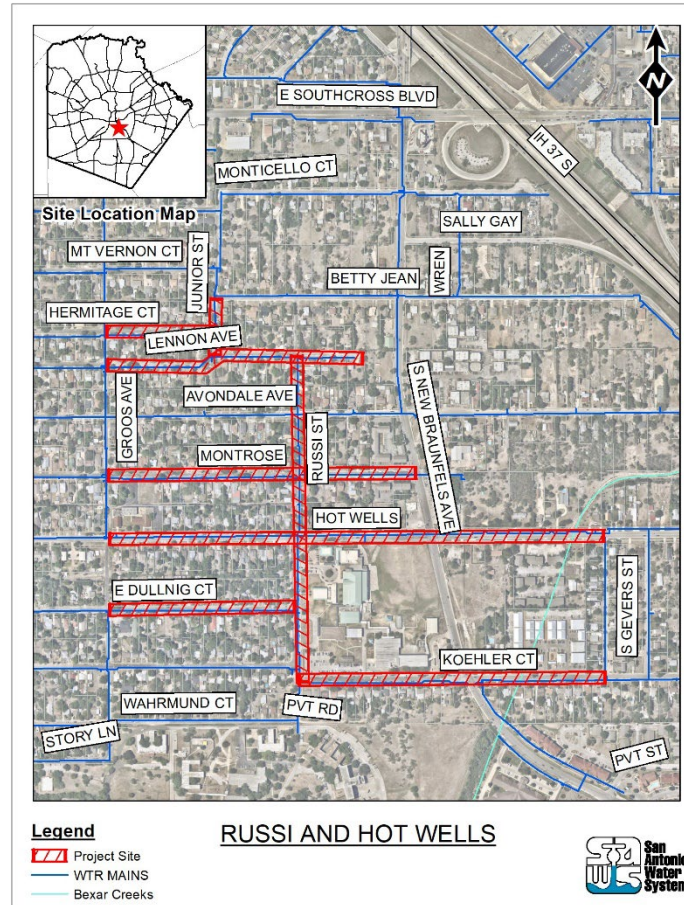 N
E SOUTHCROSS BLVD
IH 37 S
MONTICELLO CT
Site Location Map
SALLY GAY
MT VERNON CT
JUNIOR ST
BETTY JEAN
WREN
HERMITAGE CT
LENNON AVE
GROOS AVE
AVONDALE AVE
RUSSI ST
S NEW BRAUNFELS AVE
MONTROSE
HOT WELLS
E DULLNIG CT
S GEVERS ST
KOEHLER CT
WAHRMUND CT
PVT RD
STORY LN
PVT ST
Legend
Project Site
WTR MAINS
Bexar Creeks
RUSSI AND HOT WELLS
SAWS
San
Antonio
Water
System